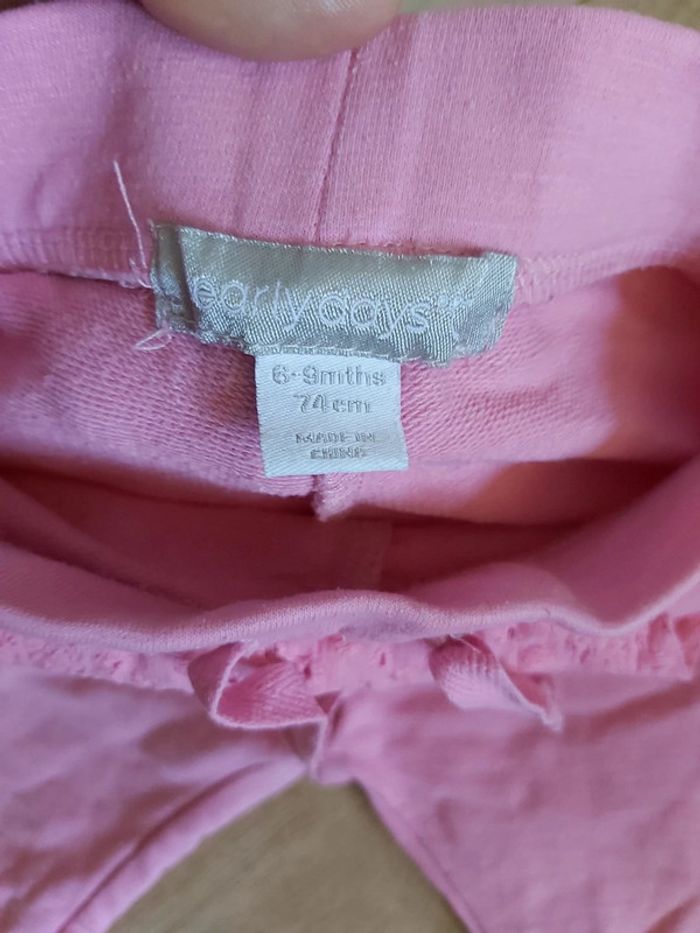 early days
6-9mths
74cm
MADE IN
CHINA